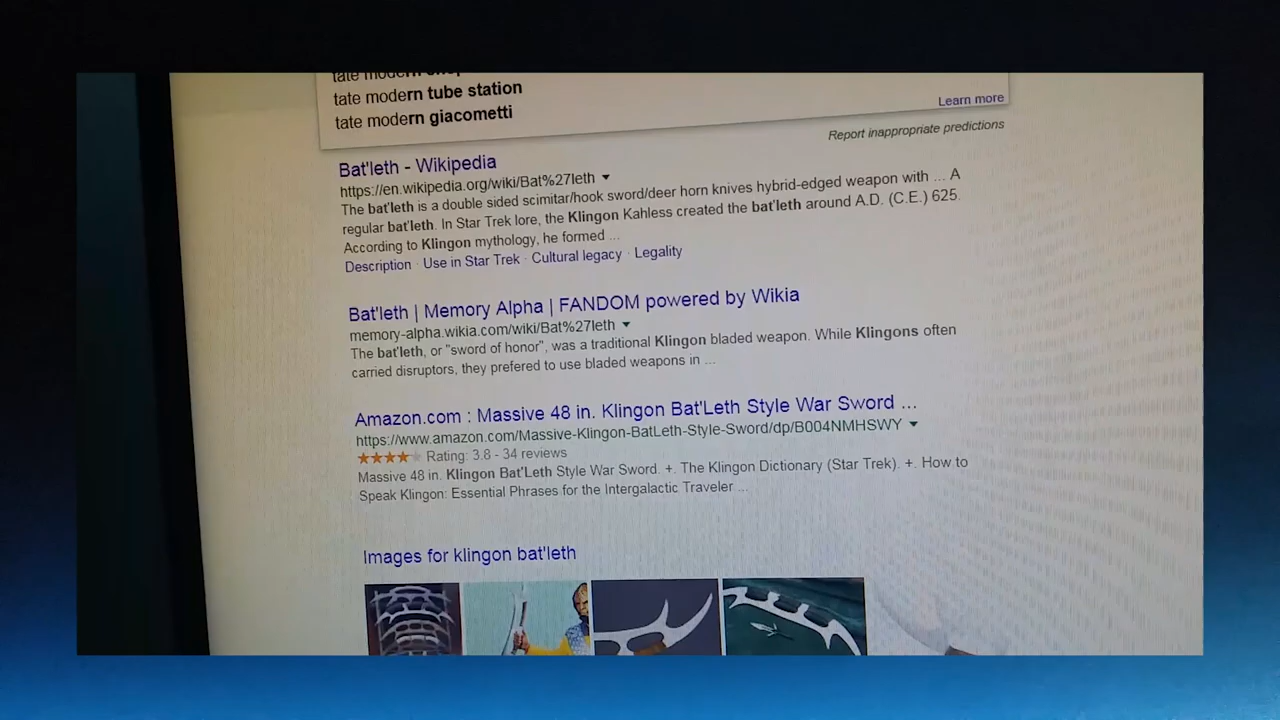 tate modern shop
tate modern tube station
tate modern giacometti
Learn more
Report inappropriate predictions
Bat'leth - Wikipedia
https://en.wikipedia.org/wiki/Bat%27leth
The bat'leth is a double sided scimitar/hook sword/deer horn knives hybrid-edged weapon with ... A
regular bat'leth. In Star Trek lore, the Klingon Kahless created the bat'leth around A.D. (C.E.) 625.
According to Klingon mythology, he formed ...
Description · Use in Star Trek · Cultural legacy · Legality
Bat'leth | Memory Alpha | FANDOM powered by Wikia
memory-alpha.wikia.com/wiki/Bat%27leth
The bat'leth, or "sword of honor", was a traditional Klingon bladed weapon. While Klingons often
carried disruptors, they prefered to use bladed weapons in ...
Amazon.com : Massive 48 in. Klingon Bat'Leth Style War Sword ...
https://www.amazon.com/Massive-Klingon-BatLeth-Style-Sword/dp/B004NMHSWY
Rating: 3.8 - 34 reviews
Massive 48 in. Klingon Bat'Leth Style War Sword. +. The Klingon Dictionary (Star Trek). +. How to
Speak Klingon: Essential Phrases for the Intergalactic Traveler ...
Images for klingon bat'leth